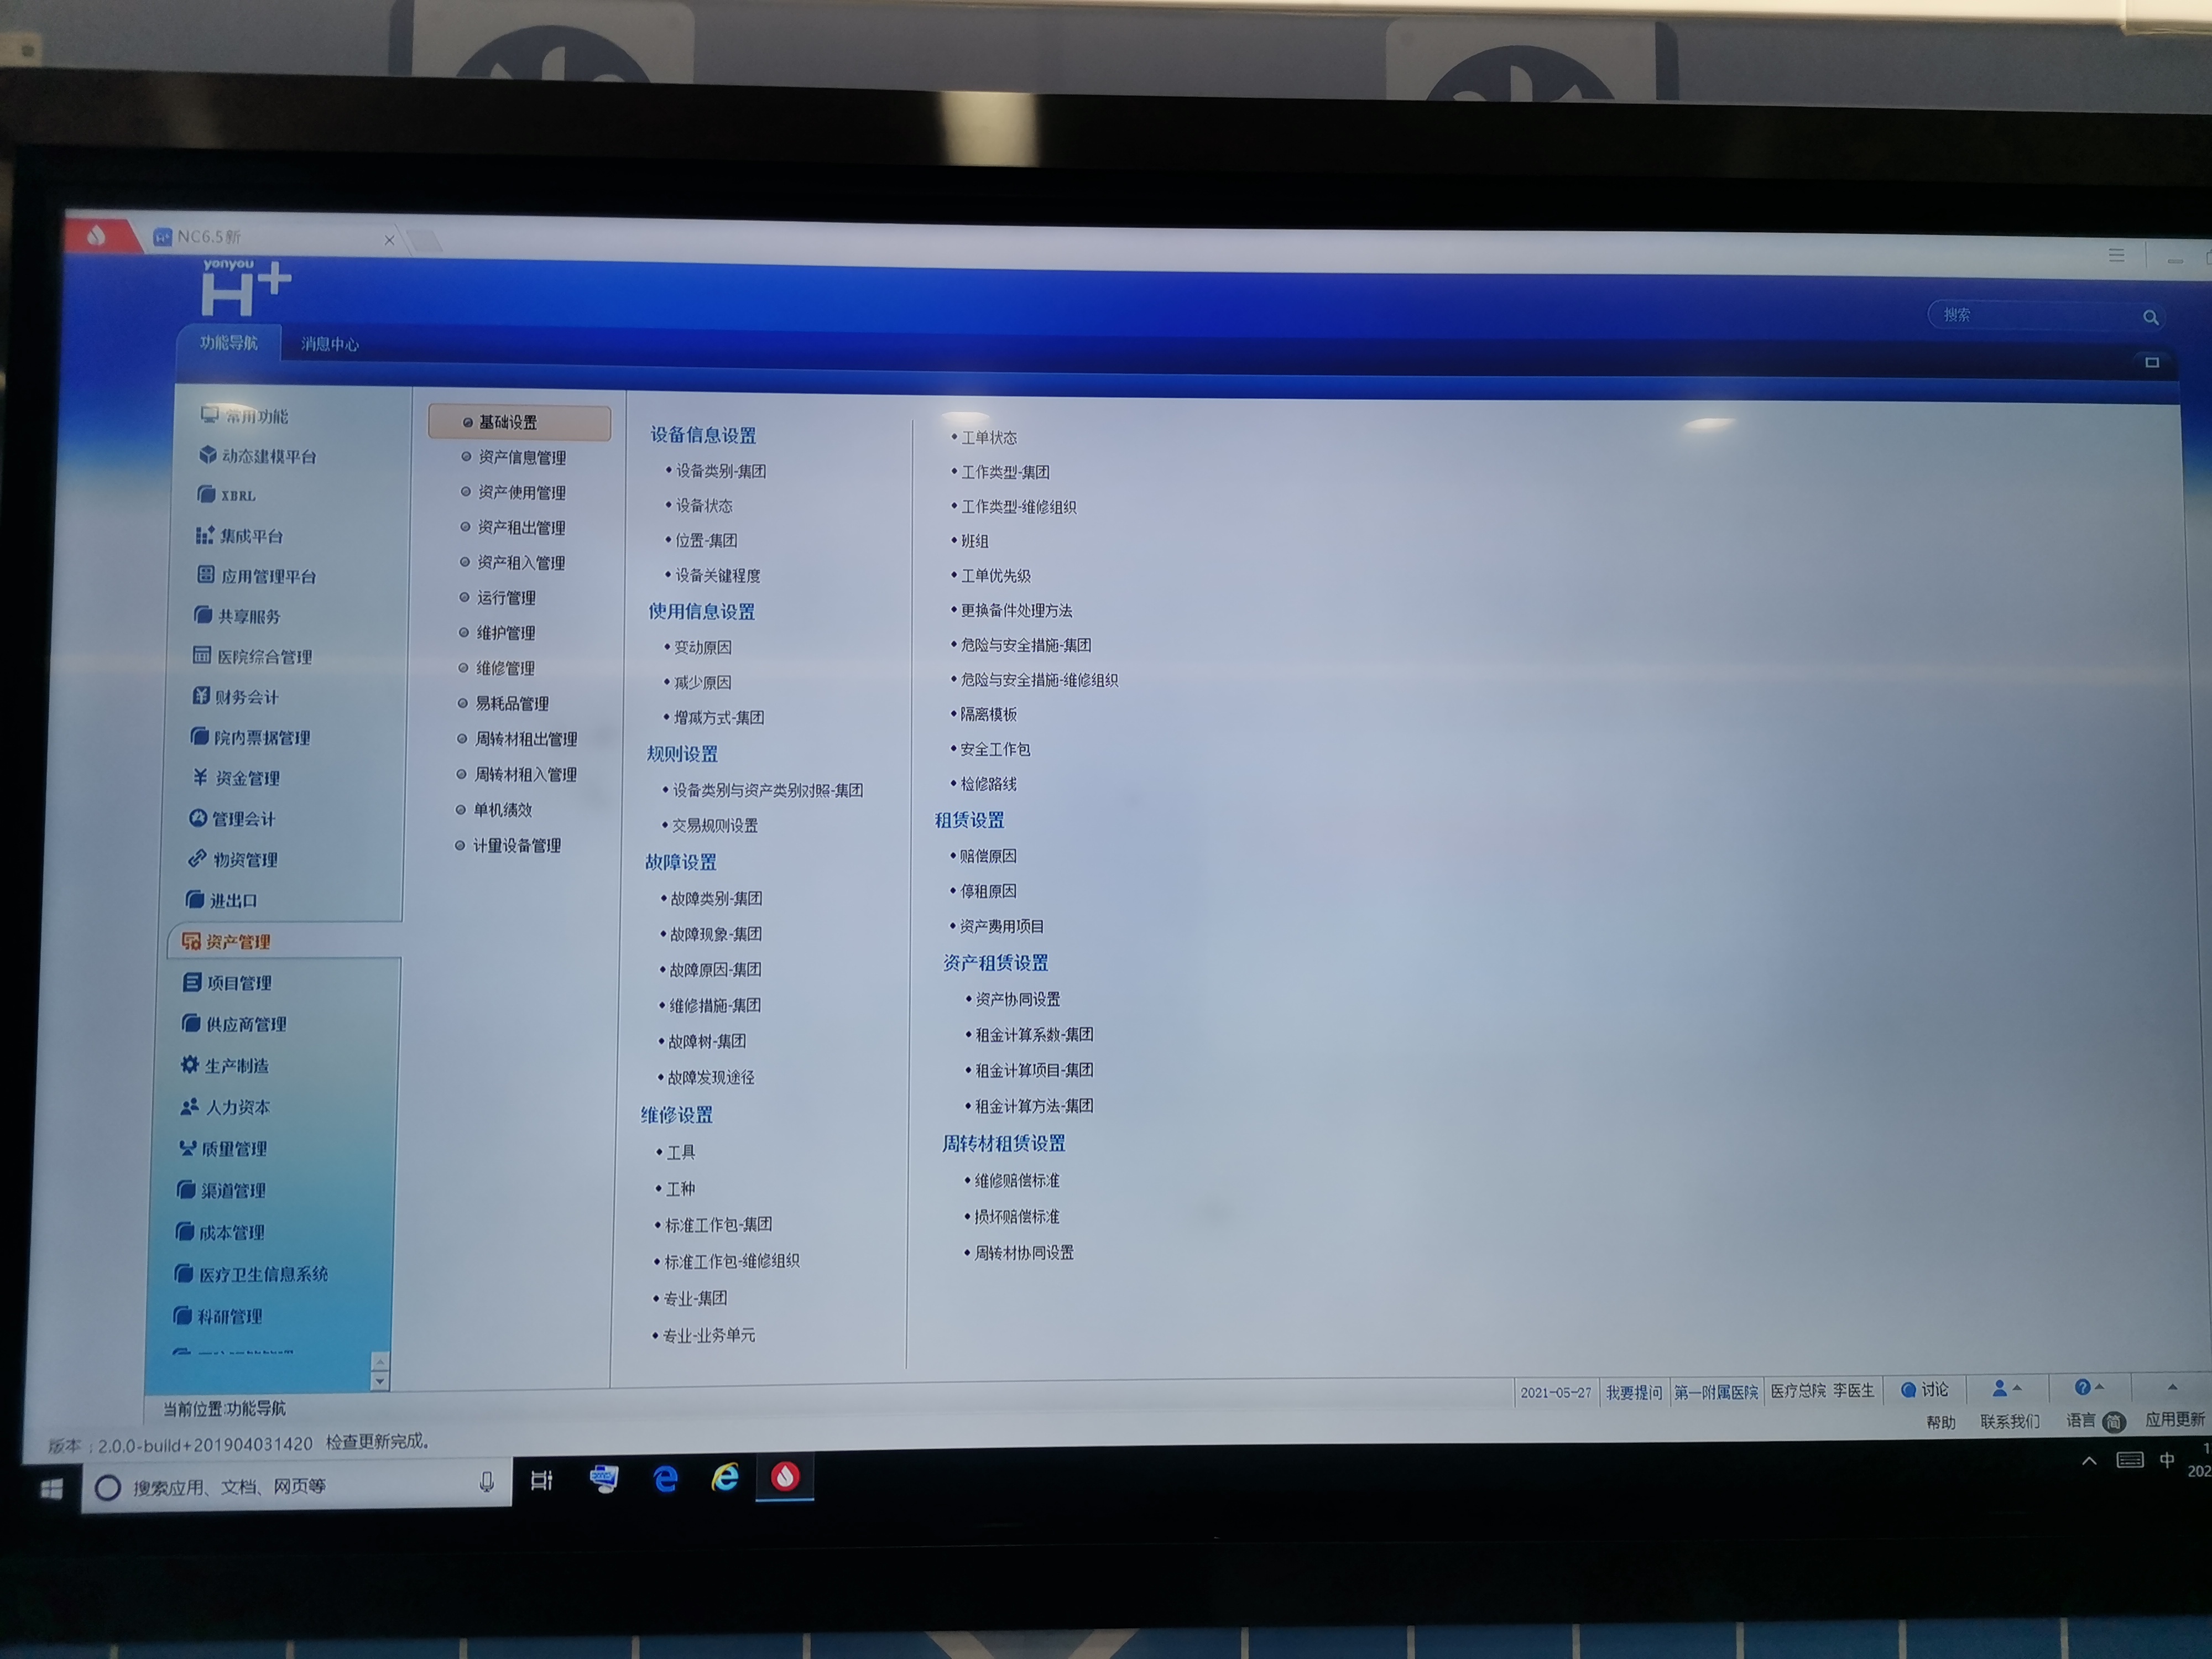 NC6.5新
yonyou
H+
搜索
功能导航
消息中心
常用功能
动态建模平台
XBRL
集成平台
应用管理平台
共享服务
医院综合管理
财务会计
院内票据管理
资金管理
管理会计
物资管理
进出口
资产管理
项目管理
供应商管理
生产制造
人力资本
质量管理
渠道管理
成本管理
医疗卫生信息系统
科研管理
基础设置
资产信息管理
资产使用管理
资产租出管理
资产租入管理
运行管理
维护管理
维修管理
易耗品管理
周转材租出管理
周转材租入管理
单机绩效
计量设备管理
设备信息设置
设备类别-集团
设备状态
位置-集团
设备关键程度
使用信息设置
变动原因
减少原因
增减方式-集团
规则设置
设备类别与资产类别对照-集团
交易规则设置
故障设置
故障类别-集团
故障现象-集团
故障原因-集团
维修措施-集团
故障树-集团
故障发现途径
维修设置
工具
工种
标准工作包-集团
标准工作包-维修组织
专业-集团
专业-业务单元
工单状态
工作类型-集团
工作类型-维修组织
班组
工单优先级
更换备件处理方法
危险与安全措施-集团
危险与安全措施-维修组织
隔离模板
安全工作包
检修路线
租赁设置
赔偿原因
停租原因
资产费用项目
资产租赁设置
资产协同设置
租金计算系数-集团
租金计算项目-集团
租金计算方法-集团
周转材租赁设置
维修赔偿标准
损坏赔偿标准
周转材协同设置
2021-05-27 我要提问 第一附属医院 医疗总院 李医生 讨论
当前位置:功能导航
帮助 联系我们 语言 简 应用更新
版本：2.0.0-build+201904031420 检查更新完成。
搜索应用、文档、网页等
中